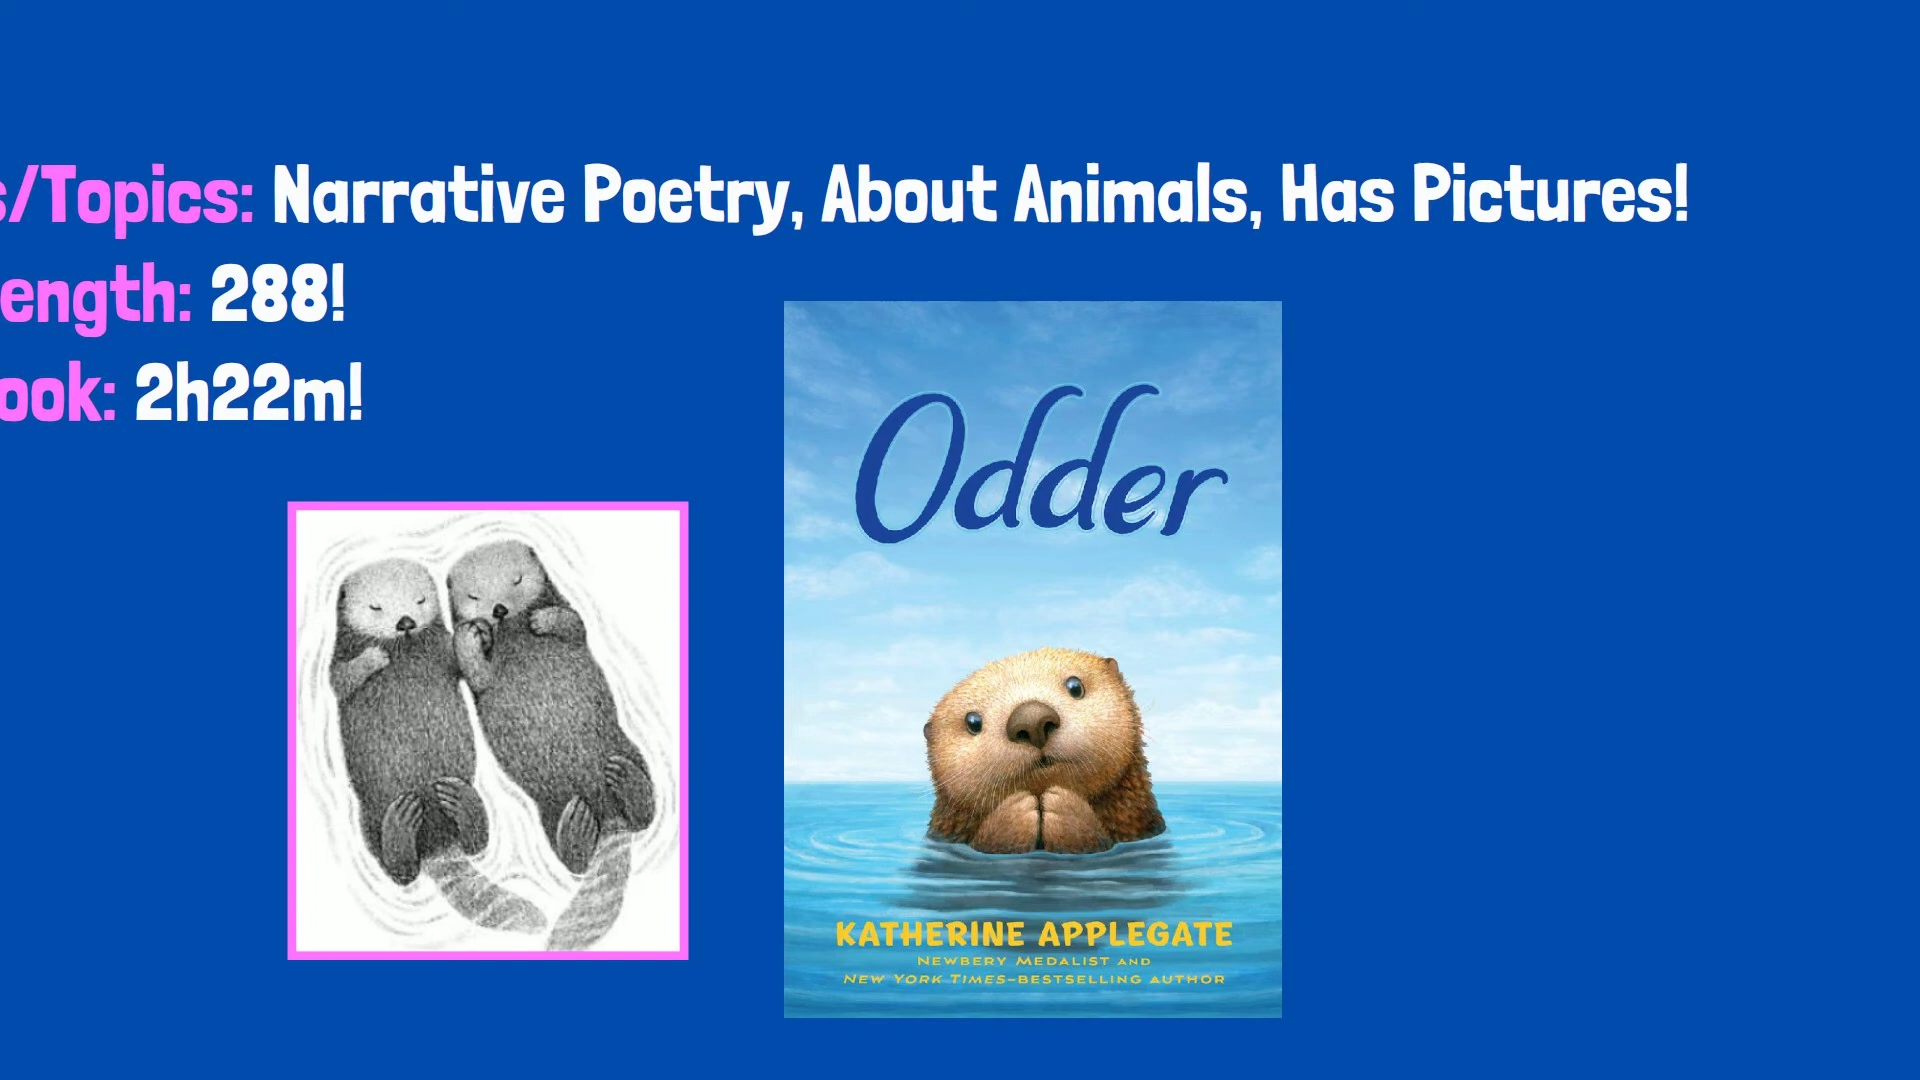 s/Topics: Narrative Poetry, About Animals, Has Pictures!
ength: 288!
ook: 2h22m!
Odder
KATHERINE APPLEGATE
NEWBERY MEDALIST AND
NEW YORK TIMES–BESTSELLING AUTHOR